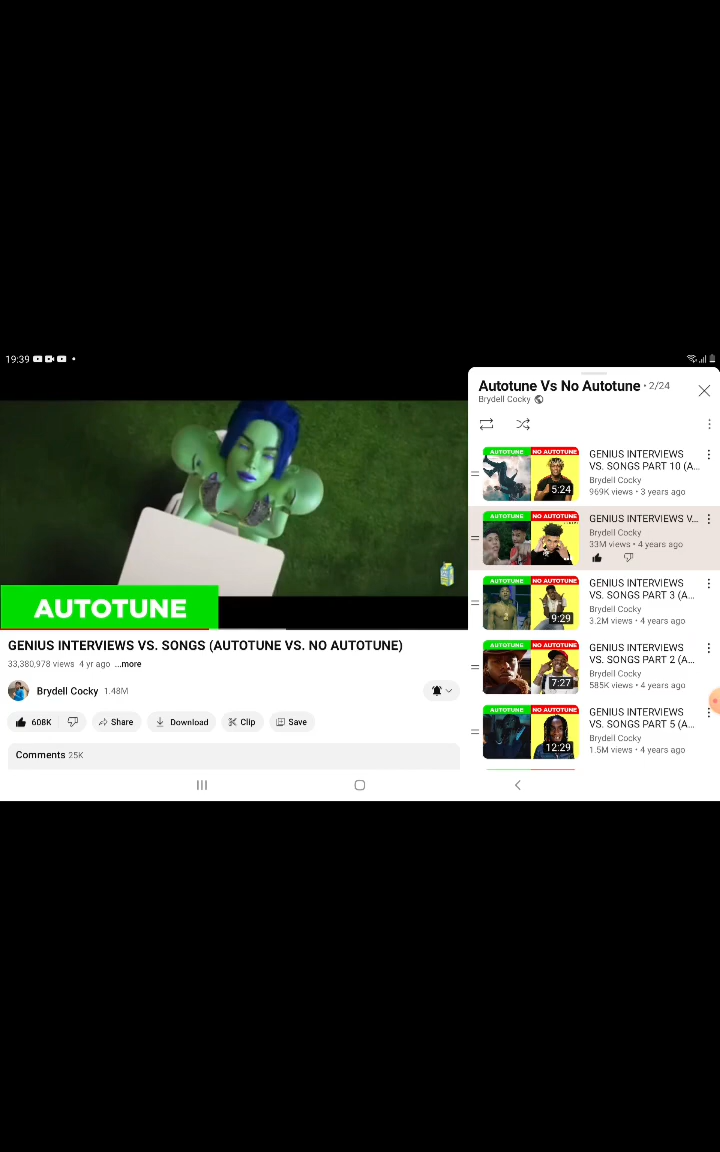 19:39
AUTOTUNE
GENIUS INTERVIEWS VS. SONGS (AUTOTUNE VS. NO AUTOTUNE)
33,380,978 views 4 yr ago ...more
Brydell Cocky 1.48M
608K Share Download Clip Save
Comments 25K
Autotune Vs No Autotune • 2/24
Brydell Cocky
AUTOTUNE NO AUTOTUNE
5:24
GENIUS INTERVIEWS
VS. SONGS PART 10 (A...
Brydell Cocky
969K views • 3 years ago
AUTOTUNE NO AUTOTUNE
GENIUS INTERVIEWS V...
Brydell Cocky
33M views • 4 years ago
AUTOTUNE NO AUTOTUNE
9:29
GENIUS INTERVIEWS
VS. SONGS PART 3 (A...
Brydell Cocky
3.2M views • 4 years ago
AUTOTUNE NO AUTOTUNE
7:27
GENIUS INTERVIEWS
VS. SONGS PART 2 (A...
Brydell Cocky
585K views • 4 years ago
AUTOTUNE NO AUTOTUNE
12:29
GENIUS INTERVIEWS
VS. SONGS PART 5 (A...
Brydell Cocky
1.5M views • 4 years ago